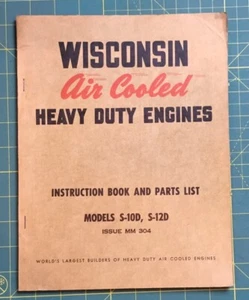 WISCONSIN
Air Cooled
HEAVY DUTY ENGINES
INSTRUCTION BOOK AND PARTS LIST
MODELS S-10D, S-12D
ISSUE MM 304
WORLD'S LARGEST BUILDERS OF HEAVY DUTY AIR COOLED ENGINES